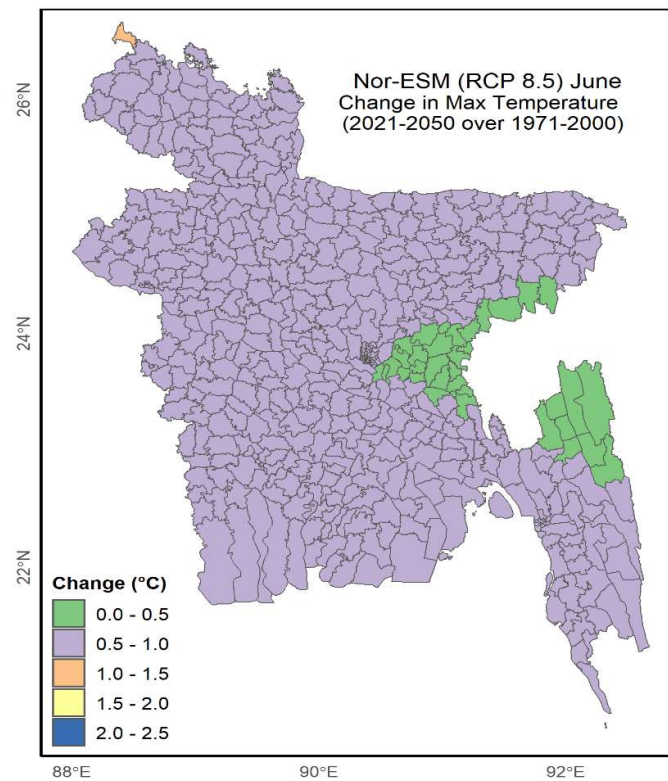 Nor-ESM (RCP 8.5) June
Change in Max Temperature
(2021-2050 over 1971-2000)
26°N
24°N
22°N
Change (°C)
0.0 - 0.5
0.5 - 1.0
1.0 - 1.5
1.5 - 2.0
2.0 - 2.5
88°E
90°E
92°E